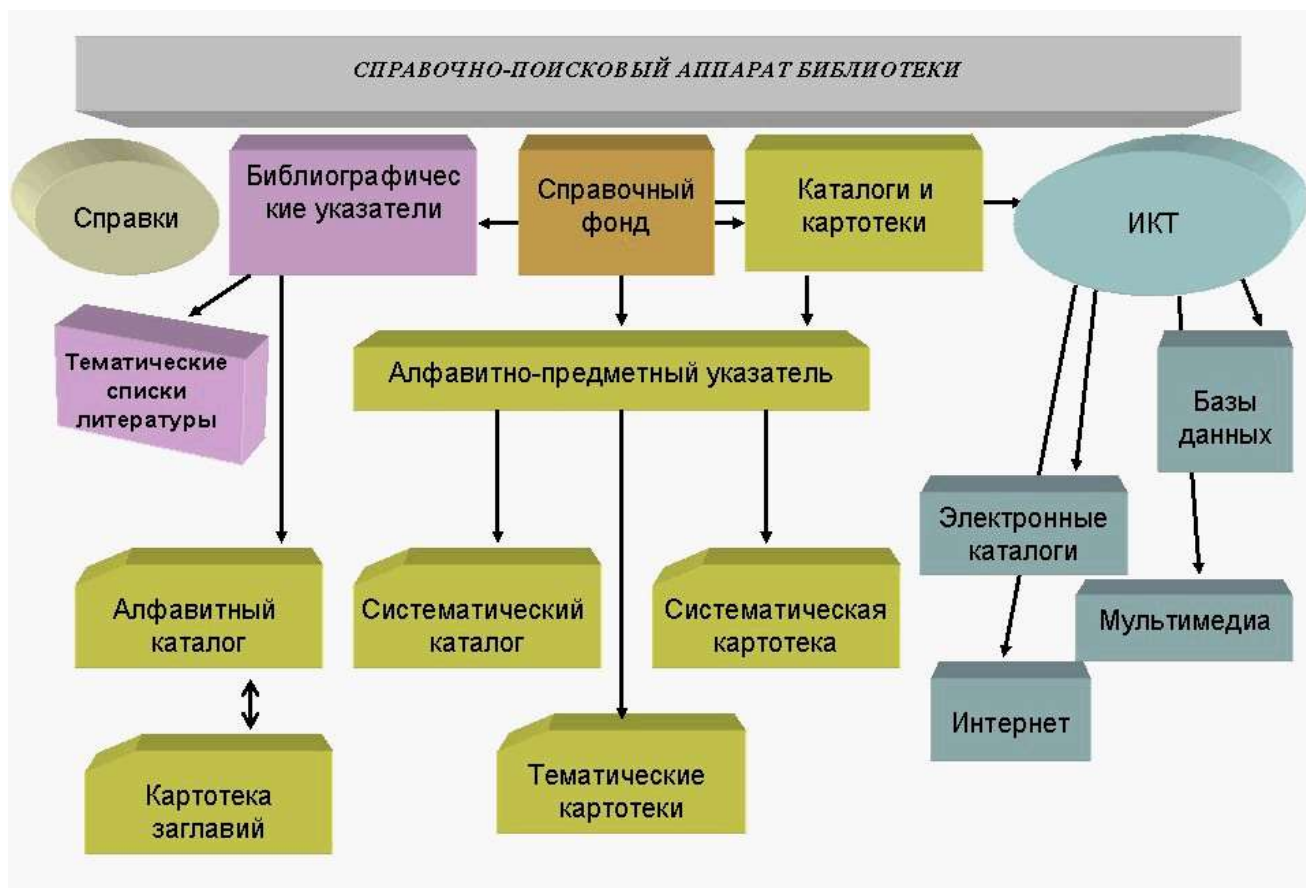 СПРАВОЧНО-ПОИСКОВЫЙ АППАРАТ БИБЛИОТЕКИ
Справки
Библиографичес
кие указатели
Справочный
фонд
Каталоги и
картотеки
ИКТ
Тематические
списки
литературы
Алфавитно-предметный указатель
Базы
данных
Электронные
каталоги
Алфавитный
каталог
Систематический
каталог
Систематическая
картотека
Мультимедиа
Интернет
Картотека
заглавий
Тематические
картотеки